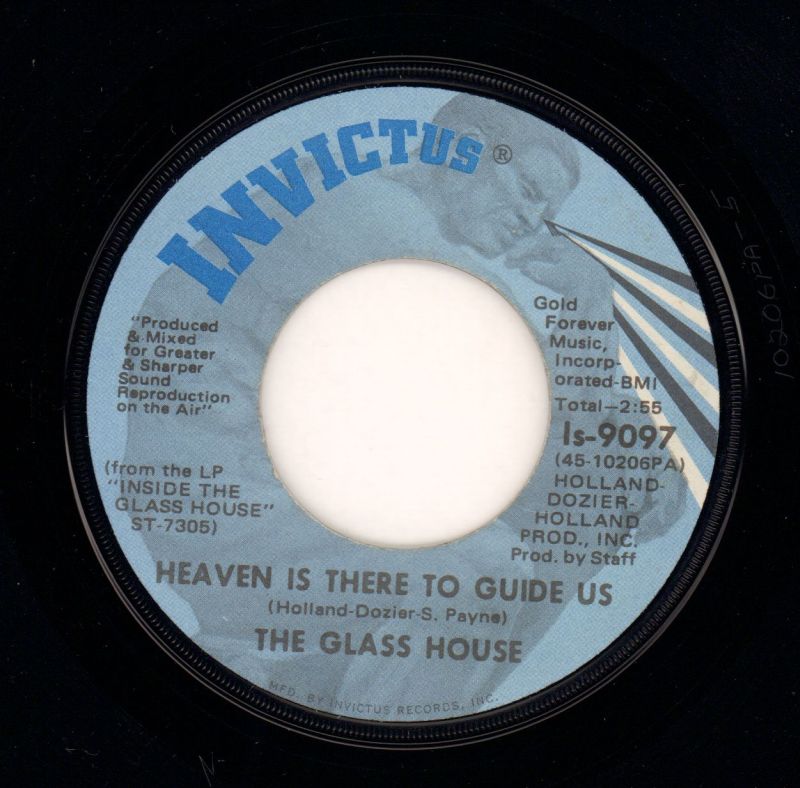 INVICTUS ®
"Produced
& Mixed
for Greater
& Sharper
Sound
Reproduction
on the Air"
(from the LP
"INSIDE THE
GLASS HOUSE"
ST-7305)
Gold
Forever
Music,
Incorp-
orated-BMI
Total—2:55
Is-9097
(45-10206PA)
HOLLAND-
DOZIER-
HOLLAND
PROD., INC.
Prod. by Staff
HEAVEN IS THERE TO GUIDE US
(Holland-Dozier-S. Payne)
THE GLASS HOUSE
MFD. BY INVICTUS RECORDS, INC.
10206PA-5